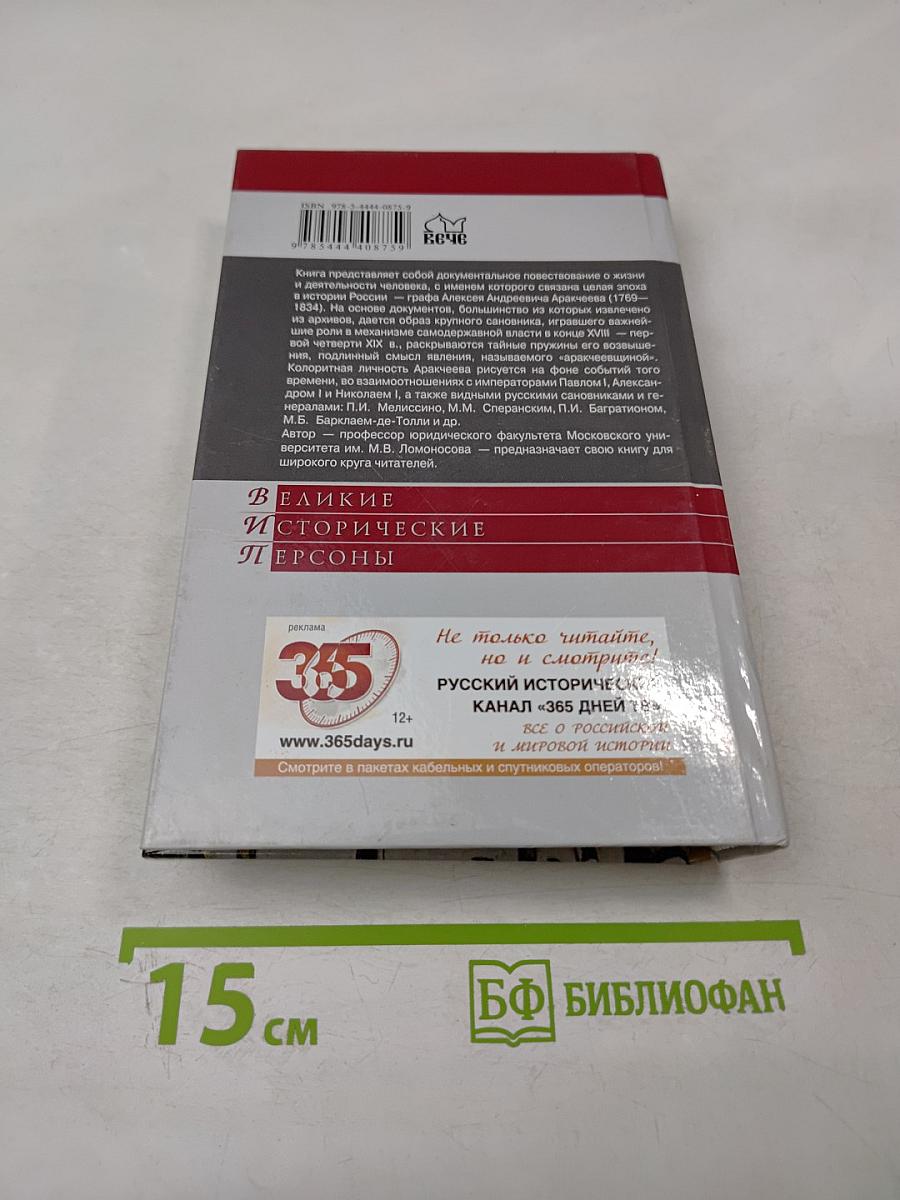 ISBN 978-5-4444-0875-9
9 785444 408759
вече
Книга представляет собой документальное повествование о жизни
и деятельности человека, с именем которого связана целая эпоха
в истории России — графа Алексея Андреевича Аракчеева (1769—
1834). На основе документов, большинство из которых извлечено
из архивов, дается образ крупного сановника, игравшего важней-
шие роли в механизме самодержавной власти в конце XVIII — пер-
вой четверти XIX в., раскрываются тайные пружины его возвыше-
ния, подлинный смысл явления, называемого «аракчеевщиной».
Колоритная личность Аракчеева рисуется на фоне событий того
времени, во взаимоотношениях с императорами Павлом I, Алексан-
дром I и Николаем I, а также видными русскими сановниками и ге-
нералами: П.И. Мелиссино, М.М. Сперанским, П.И. Багратионом,
М.Б. Барклаем-де-Толли и др.
Автор — профессор юридического факультета Московского уни-
верситета им. М.В. Ломоносова — предназначает свою книгу для
широкого круга читателей.
ВЕЛИКИЕ
ИСТОРИЧЕСКИЕ
ПЕРСОНЫ
реклама
365
12+
www.365days.ru
Не только читайте,
но и смотрите!
РУССКИЙ ИСТОРИЧЕСКИЙ
КАНАЛ «365 ДНЕЙ ТВ»
ВСЕ О РОССИЙСКОЙ
И МИРОВОЙ ИСТОРИИ
Смотрите в пакетах кабельных и спутниковых операторов!
15 см
БФ БИБЛИОФАН